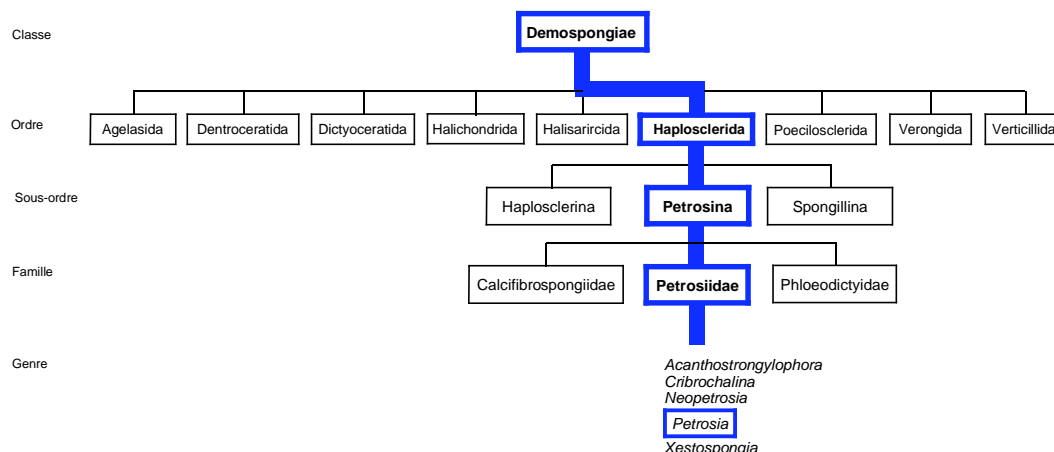 Classe
Demospongiae
Ordre
Agelasida
Dentroceratida
Dictyoceratida
Halichondrida
Halisarircida
Haplosclerida
Poecilosclerida
Verongida
Verticillida
Sous-ordre
Haplosclerina
Petrosina
Spongillina
Famille
Calcifibrospongiidae
Petrosiidae
Phloeodictyidae
Genre
Acanthostrongylophora
Cribrochalina
Neopetrosia
Petrosia
Xestospongia